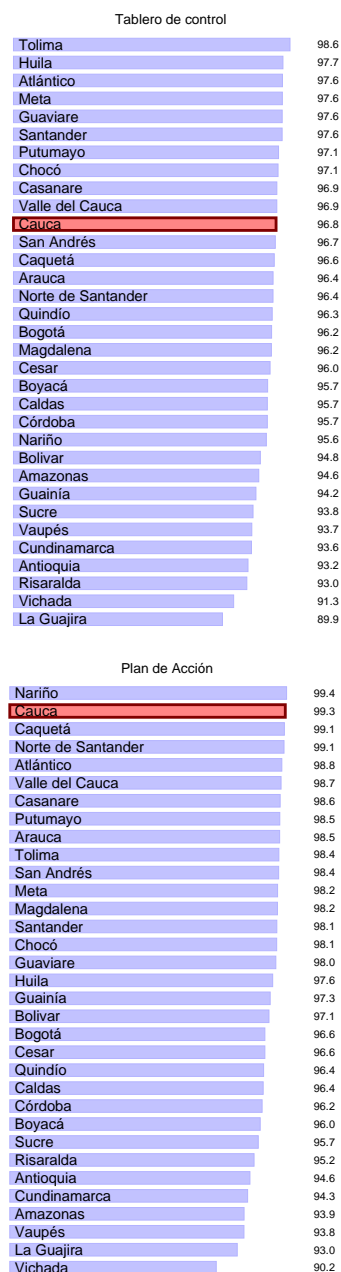 Tablero de control
Tolima 98.6
Huila 97.7
Atlántico 97.6
Meta 97.6
Guaviare 97.6
Santander 97.6
Putumayo 97.1
Chocó 97.1
Casanare 96.9
Valle del Cauca 96.9
Cauca 96.8
San Andrés 96.7
Caquetá 96.6
Arauca 96.4
Norte de Santander 96.4
Quindío 96.3
Bogotá 96.2
Magdalena 96.2
Cesar 96.0
Boyacá 95.7
Caldas 95.7
Córdoba 95.7
Nariño 95.6
Bolivar 94.8
Amazonas 94.6
Guainía 94.2
Sucre 93.8
Vaupés 93.7
Cundinamarca 93.6
Antioquia 93.2
Risaralda 93.0
Vichada 91.3
La Guajira 89.9
Plan de Acción
Nariño 99.4
Cauca 99.3
Caquetá 99.1
Norte de Santander 99.1
Atlántico 98.8
Valle del Cauca 98.7
Casanare 98.6
Putumayo 98.5
Arauca 98.5
Tolima 98.4
San Andrés 98.4
Meta 98.2
Magdalena 98.2
Santander 98.1
Chocó 98.1
Guaviare 98.0
Huila 97.6
Guainía 97.3
Bolivar 97.1
Bogotá 96.6
Cesar 96.6
Quindío 96.4
Caldas 96.4
Córdoba 96.2
Boyacá 96.0
Sucre 95.7
Risaralda 95.2
Antioquia 94.6
Cundinamarca 94.3
Amazonas 93.9
Vaupés 93.8
La Guajira 93.0
Vichada 90.2